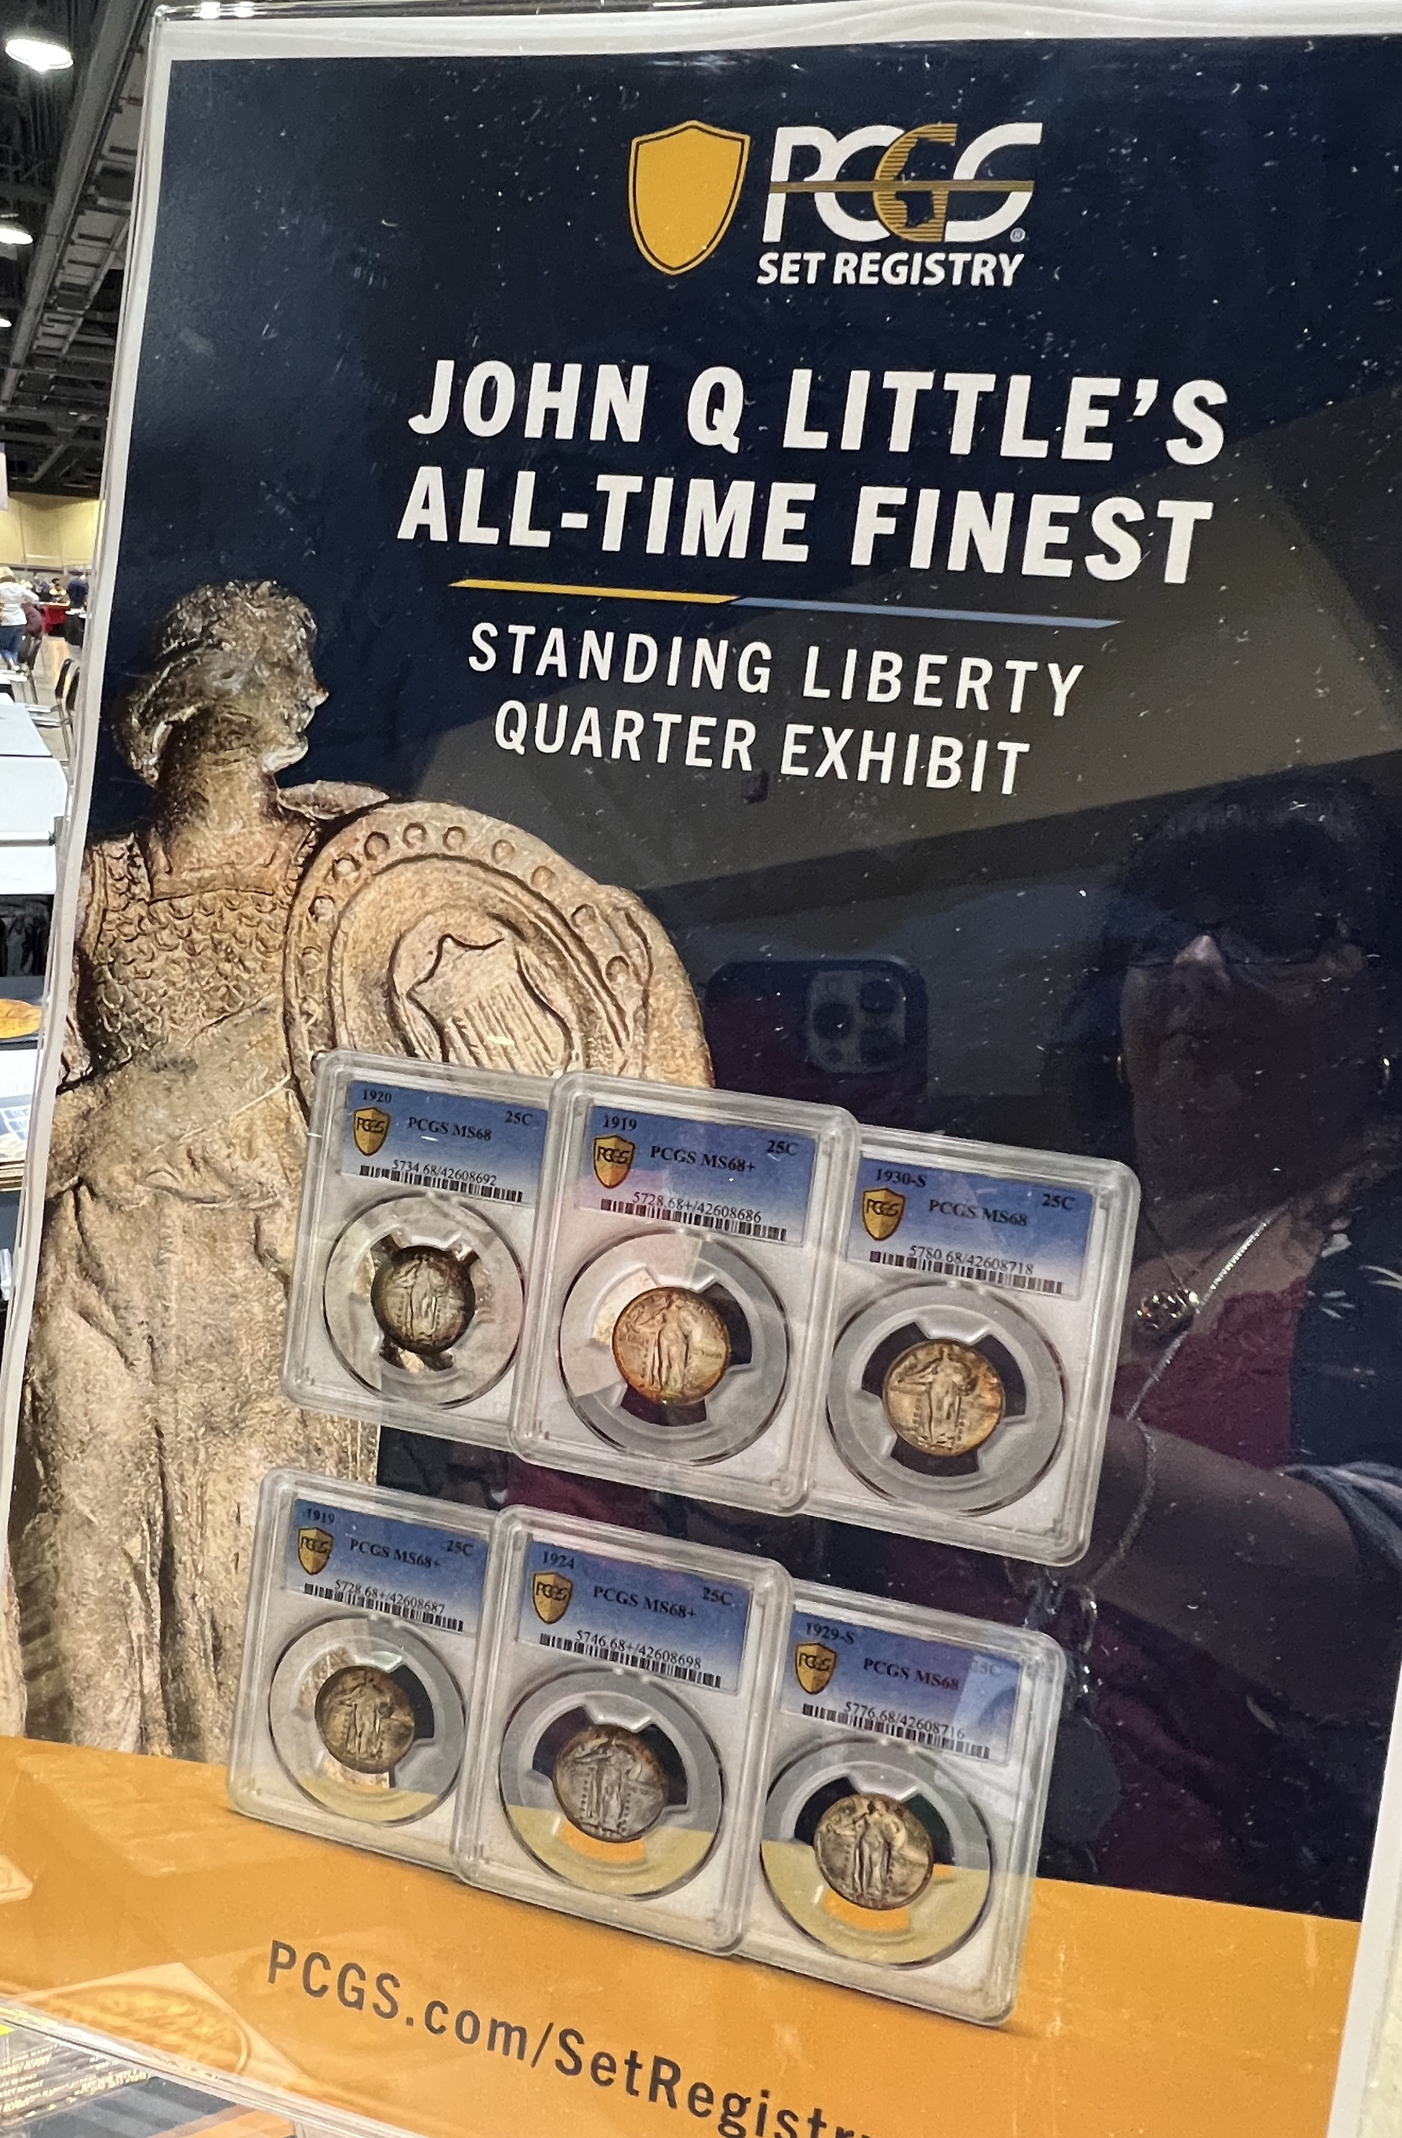 PCGS
SET REGISTRY
JOHN Q LITTLE'S
ALL-TIME FINEST
STANDING LIBERTY
QUARTER EXHIBIT
1920 25C
PCGS MS68
5734.68/42608692
1919 25C
PCGS MS68+
5728.68+/42608686
1930-S 25C
PCGS MS68
5780.68/42608718
1919 25C
PCGS MS68+
5728.68+/42608687
1924 25C
PCGS MS68+
5746.68+/42608698
1929-S 25C
PCGS MS68
5776.68/42608716
PCGS.com/SetRegistr